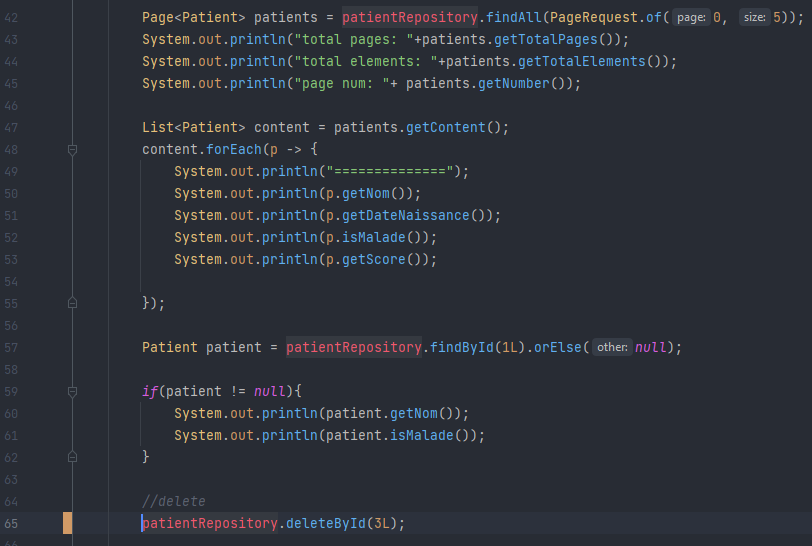 42 Page<Patient> patients = patientRepository.findAll(PageRequest.of( page: 0, size: 5));
43 System.out.println("total pages: "+patients.getTotalPages());
44 System.out.println("total elements: "+patients.getTotalElements());
45 System.out.println("page num: "+ patients.getNumber());
46
47 List<Patient> content = patients.getContent();
48 content.forEach(p -> {
49 System.out.println("==============");
50 System.out.println(p.getNom());
51 System.out.println(p.getDateNaissance());
52 System.out.println(p.isMalade());
53 System.out.println(p.getScore());
54
55 });
56
57 Patient patient = patientRepository.findById(1L).orElse( other: null);
58
59 if(patient != null){
60 System.out.println(patient.getNom());
61 System.out.println(patient.isMalade());
62 }
63
64 //delete
65 patientRepository.deleteById(3L);
66